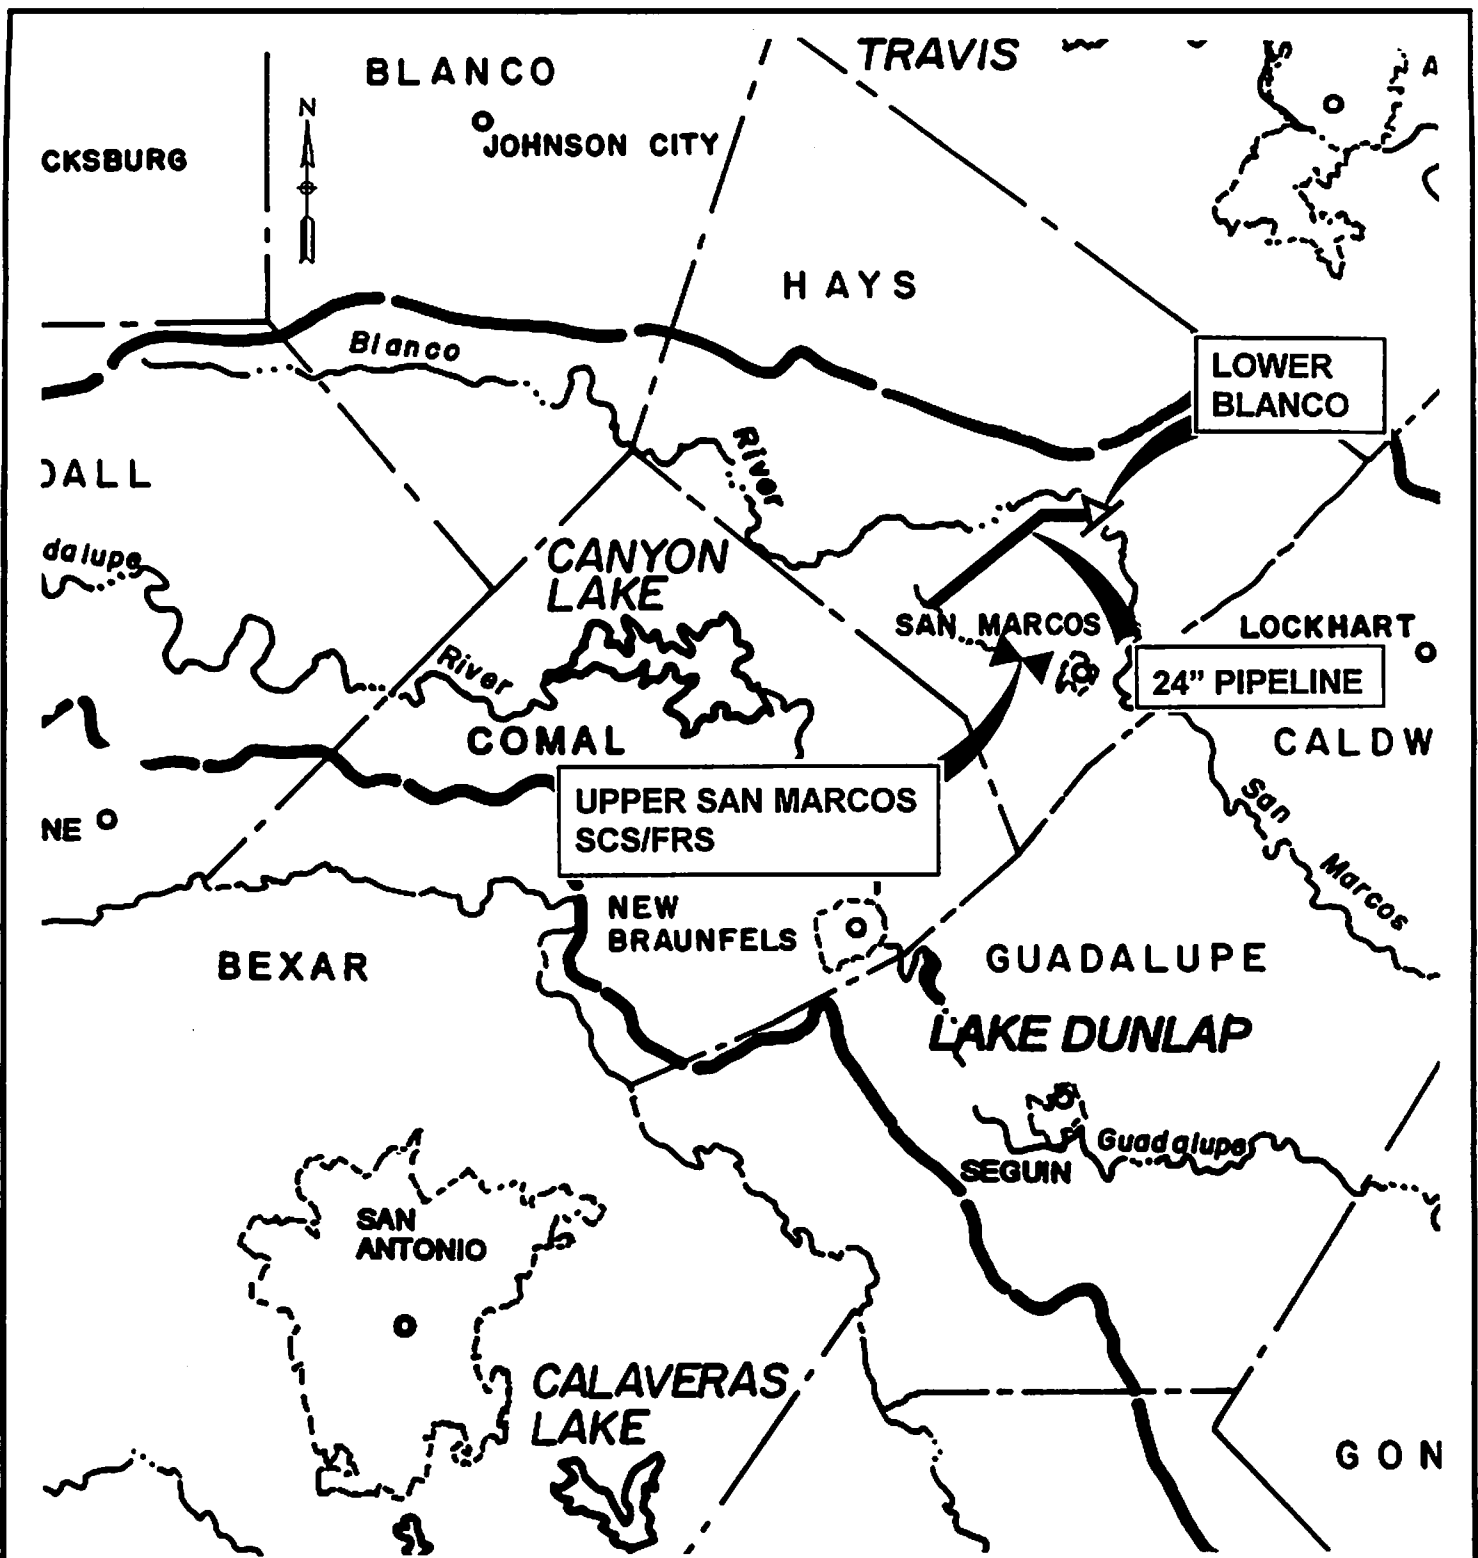 TRAVIS
BLANCO
A
N
JOHNSON CITY
CKSBURG
HAYS
Blanco
LOWER
BLANCO
River
DALL
dalupe
CANYON
LAKE
SAN MARCOS
LOCKHART
River
24” PIPELINE
COMAL
CALDW
UPPER SAN MARCOS
SCS/FRS
NE
San
Marcos
NEW
BRAUNFELS
BEXAR
GUADALUPE
LAKE DUNLAP
Guadalupe
SEGUIN
SAN
ANTONIO
CALAVERAS
LAKE
GON